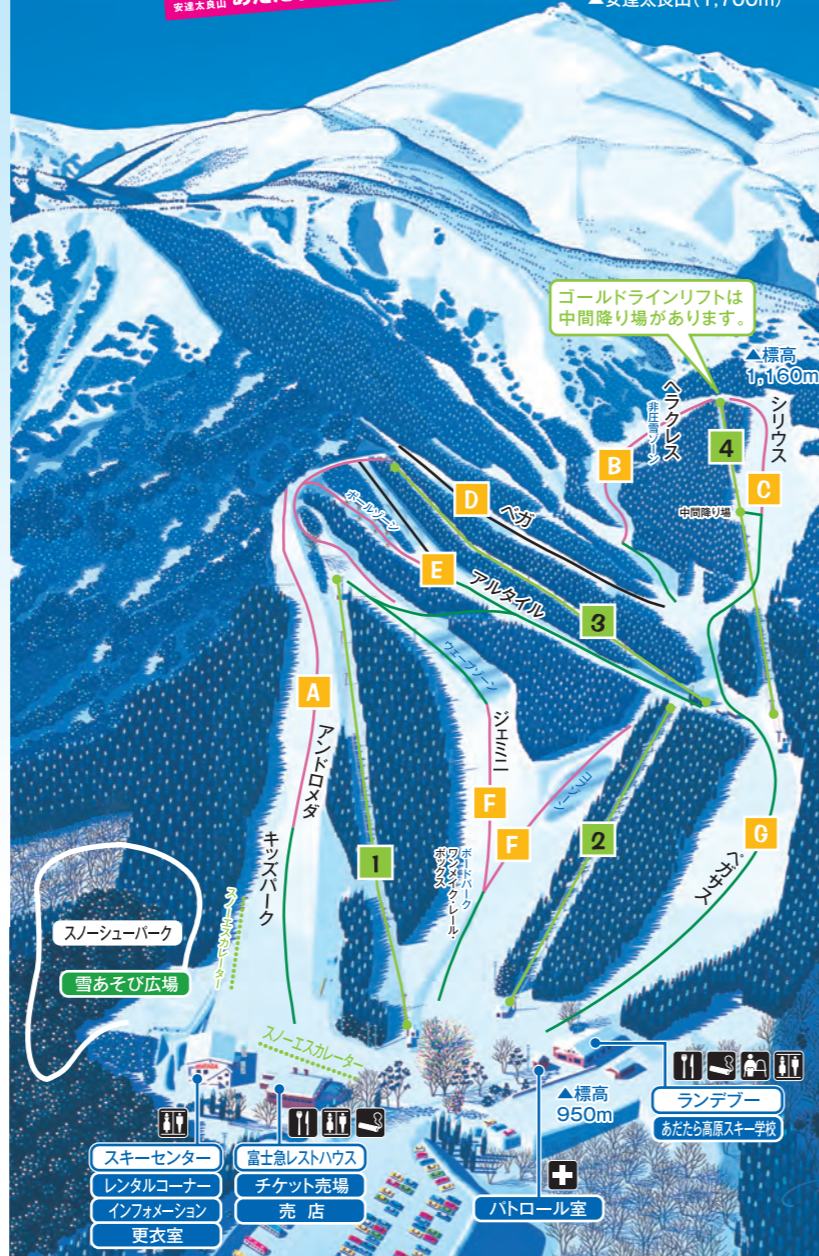 安達太良山
▲安達太良山(1,700m)
ゴールドラインリフトは
中間降り場があります。
▲標高
1,160m
ヘラクレス
非圧雪ゾーン
シリウス
4
B
C
中間降り場
D
ベガ
ポールゾーン
E
アルタイル
3
ウェーブゾーン
A
アンドロメダ
ジェミニ
F
F
コブゾーン
2
1
G
ペガサス
キッズパーク
ボードパーク
ワンメイク・レール・
ボックス
スノーエスカレーター
スノーシューパーク
雪あそび広場
スノーエスカレーター
▲標高
950m
ランデブー
あだたら高原スキー学校
スキーセンター
レンタルコーナー
インフォメーション
更衣室
富士急レストハウス
チケット売場
売 店
パトロール室